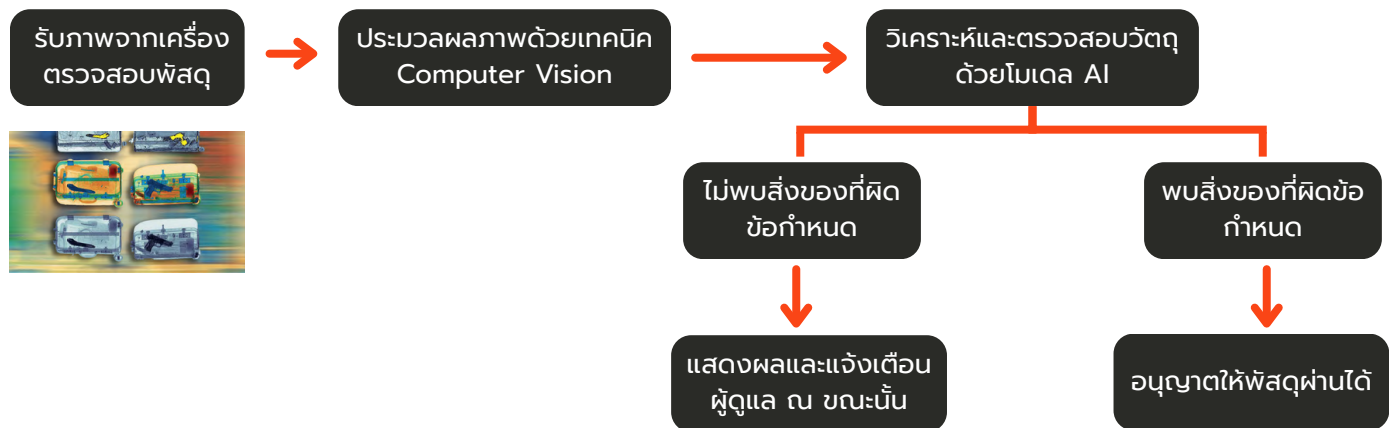 รับภาพจากเครื่อง
ตรวจสอบพัสดุ
ประมวลผลภาพด้วยเทคนิค
Computer Vision
วิเคราะห์และตรวจสอบวัตถุ
ด้วยโมเดล AI
ไม่พบสิ่งของที่ผิด
ข้อกำหนด
พบสิ่งของที่ผิดข้อ
กำหนด
แสดงผลและแจ้งเตือน
ผู้ดูแล ณ ขณะนั้น
อนุญาตให้พัสดุผ่านได้